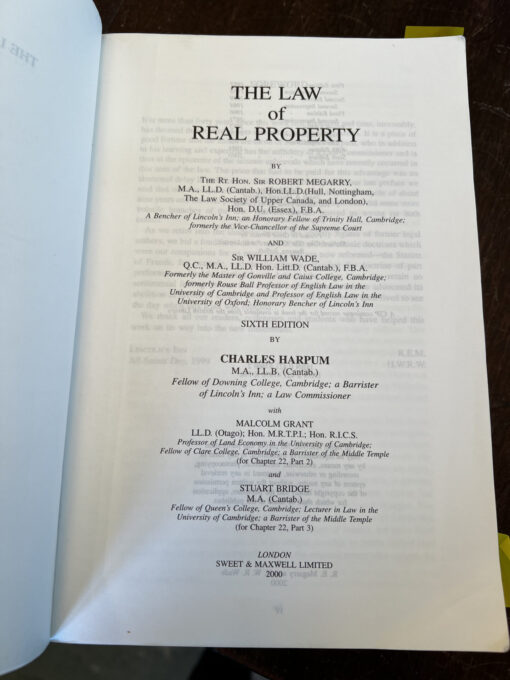 THE LAW
of
REAL PROPERTY
BY
THE RT HON. SIR ROBERT MEGARRY,
M.A., LL.D. (Cantab.), Hon.LL.D.(Hull, Nottingham,
The Law Society of Upper Canada, and London),
Hon. D.U. (Essex), F.B.A.
A Bencher of Lincoln's Inn; an Honorary Fellow of Trinity Hall, Cambridge;
formerly the Vice-Chancellor of the Supreme Court
AND
SIR WILLIAM WADE,
Q.C., M.A., LL.D. Hon. Litt.D. (Cantab.), F.B.A.
Formerly the Master of Gonville and Caius College, Cambridge;
formerly Rouse Ball Professor of English Law in the
University of Cambridge and Professor of English Law in the
University of Oxford; Honorary Bencher of Lincoln's Inn
SIXTH EDITION
BY
CHARLES HARPUM
M.A., LL.B. (Cantab.)
Fellow of Downing College, Cambridge; a Barrister
of Lincoln's Inn; a Law Commissioner
with
MALCOLM GRANT
LL.D. (Otago); Hon. M.R.T.P.I.; Hon. R.I.C.S.
Professor of Land Economy in the University of Cambridge;
Fellow of Clare College, Cambridge; a Barrister of the Middle Temple
(for Chapter 22, Part 2)
and
STUART BRIDGE
M.A. (Cantab.)
Fellow of Queen's College, Cambridge, Lecturer in Law in the
University of Cambridge; a Barrister of the Middle Temple
(for Chapter 22, Part 3)
LONDON
SWEET & MAXWELL LIMITED
2000